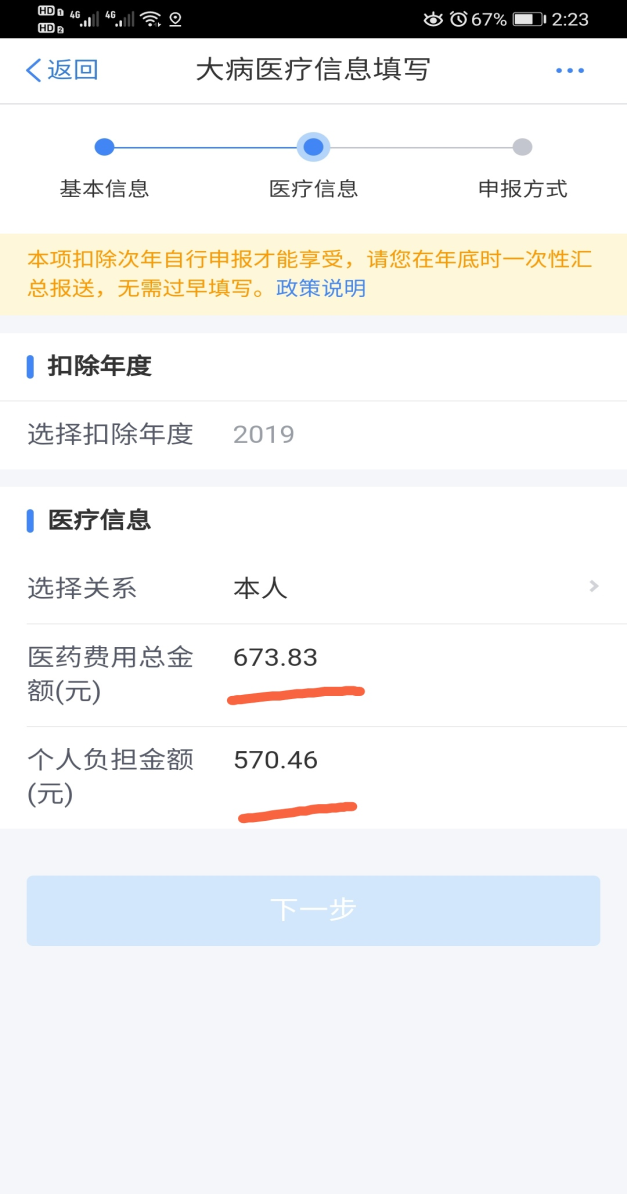 HD 1 4G 4G 67% 2:23
HD 2
返回 大病医疗信息填写
基本信息 医疗信息 申报方式
本项扣除次年自行申报才能享受，请您在年底时一次性汇
总报送，无需过早填写。政策说明
扣除年度
选择扣除年度 2019
医疗信息
选择关系 本人
医药费用总金 673.83
额(元)
个人负担金额 570.46
(元)
下一步